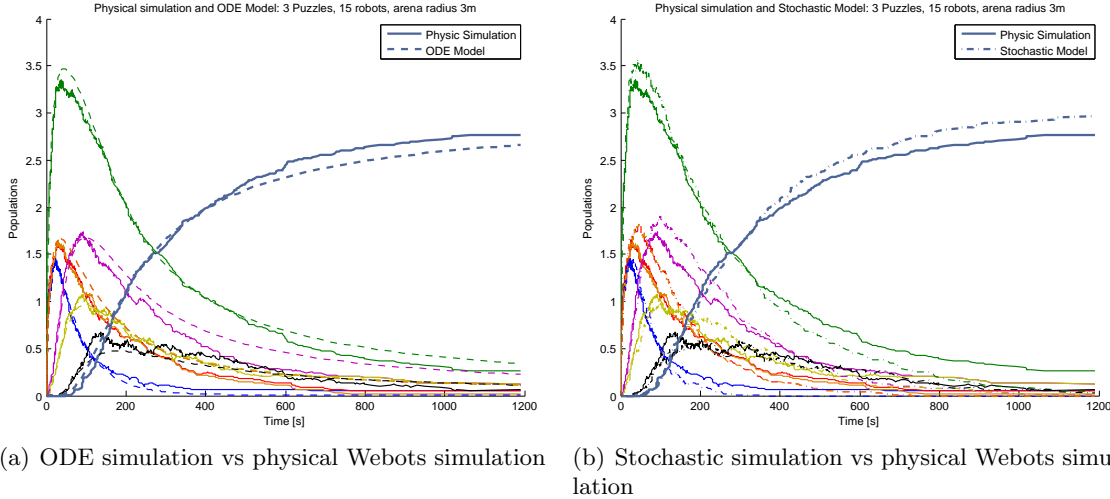 Physical simulation and ODE Model: 3 Puzzles, 15 robots, arena radius 3m
4
3.5
3
2.5
2
1.5
1
0.5
0
Populations
Physic Simulation
ODE Model
0 200 400 600 800 1000 1200
Time [s]
(a) ODE simulation vs physical Webots simulation
Physical simulation and Stochastic Model: 3 Puzzles, 15 robots, arena radius 3m
4
3.5
3
2.5
2
1.5
1
0.5
0
Populations
Physic Simulation
Stochastic Model
0 200 400 600 800 1000 1200
Time [s]
(b) Stochastic simulation vs physical Webots simu
lation